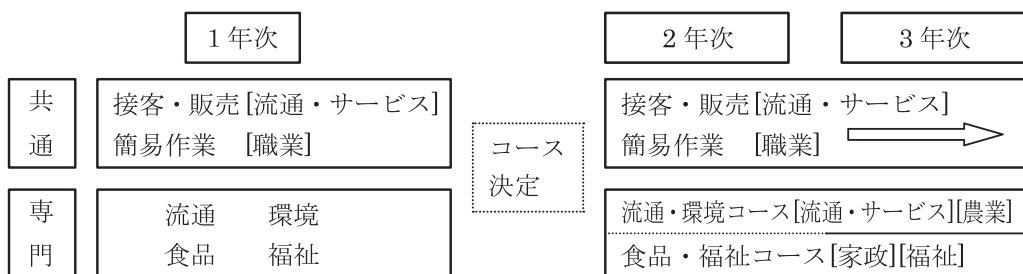 1年次
2年次
3年次
共通
接客・販売[流通・サービス]
簡易作業 [職業]
コース
決定
接客・販売[流通・サービス]
簡易作業 [職業]
専門
流通 環境
食品 福祉
流通・環境コース[流通・サービス][農業]
食品・福祉コース[家政][福祉]